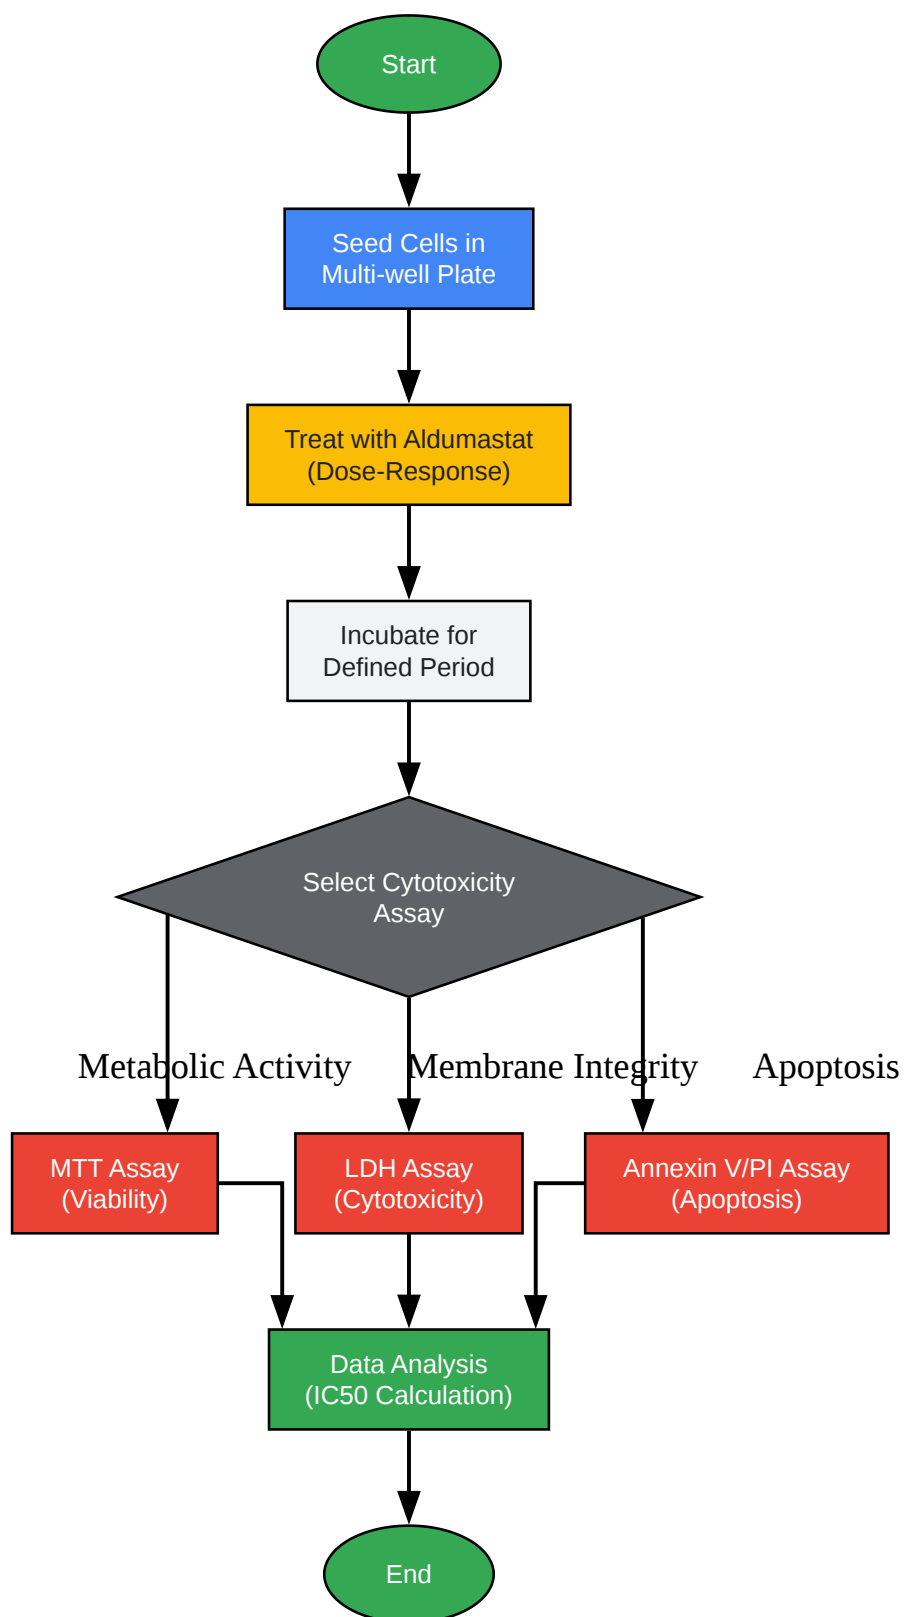 Start
Seed Cells in
Multi-well Plate
Treat with Aldumastat
(Dose-Response)
Incubate for
Defined Period
Select Cytotoxicity
Assay
Metabolic Activity
Membrane Integrity
Apoptosis
MTT Assay
(Viability)
LDH Assay
(Cytotoxicity)
Annexin V/PI Assay
(Apoptosis)
Data Analysis
(IC50 Calculation)
End